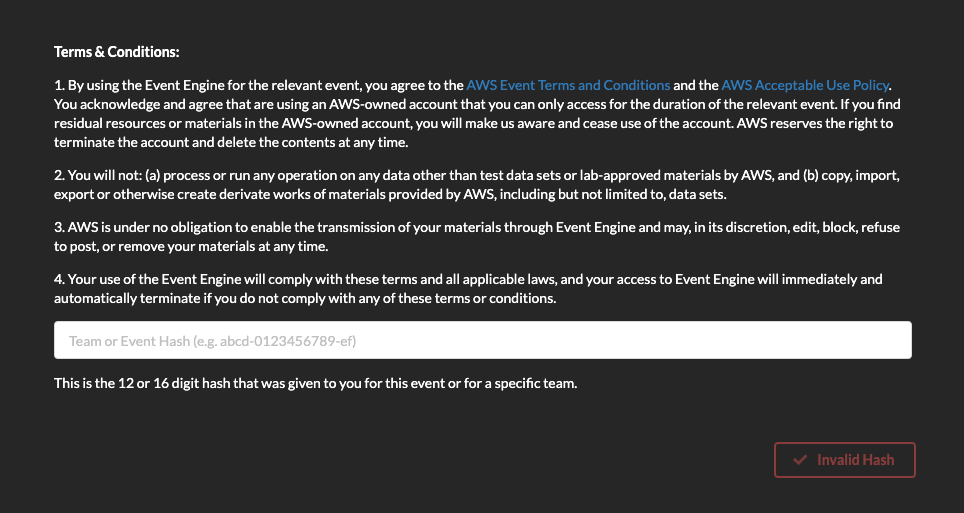 Terms & Conditions:
1. By using the Event Engine for the relevant event, you agree to the AWS Event Terms and Conditions and the AWS Acceptable Use Policy.
You acknowledge and agree that are using an AWS-owned account that you can only access for the duration of the relevant event. If you find
residual resources or materials in the AWS-owned account, you will make us aware and cease use of the account. AWS reserves the right to
terminate the account and delete the contents at any time.
2. You will not: (a) process or run any operation on any data other than test data sets or lab-approved materials by AWS, and (b) copy, import,
export or otherwise create derivate works of materials provided by AWS, including but not limited to, data sets.
3. AWS is under no obligation to enable the transmission of your materials through Event Engine and may, in its discretion, edit, block, refuse
to post, or remove your materials at any time.
4. Your use of the Event Engine will comply with these terms and all applicable laws, and your access to Event Engine will immediately and
automatically terminate if you do not comply with any of these terms or conditions.
Team or Event Hash (e.g. abcd-0123456789-ef)
This is the 12 or 16 digit hash that was given to you for this event or for a specific team.
Invalid Hash